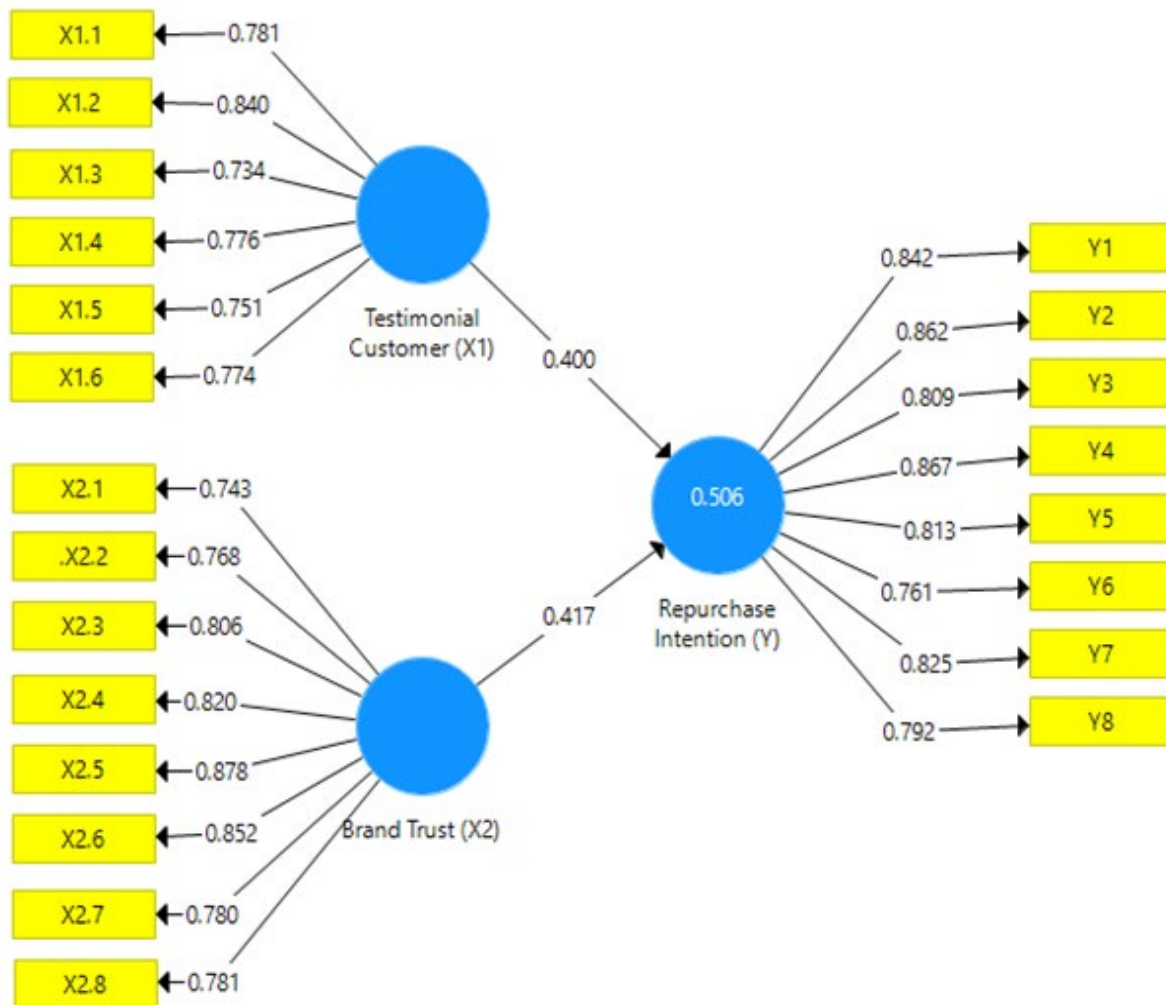 X1.1
0.781
X1.2
0.840
X1.3
0.734
X1.4
0.776
X1.5
0.751
X1.6
0.774
Testimonial
Customer (X1)
0.400
X2.1
0.743
.X2.2
0.768
X2.3
0.806
X2.4
0.820
X2.5
0.878
X2.6
0.852
X2.7
0.780
X2.8
0.781
Brand Trust (X2)
0.417
0.506
Repurchase
Intention (Y)
0.842
Y1
0.862
Y2
0.809
Y3
0.867
Y4
0.813
Y5
0.761
Y6
0.825
Y7
0.792
Y8